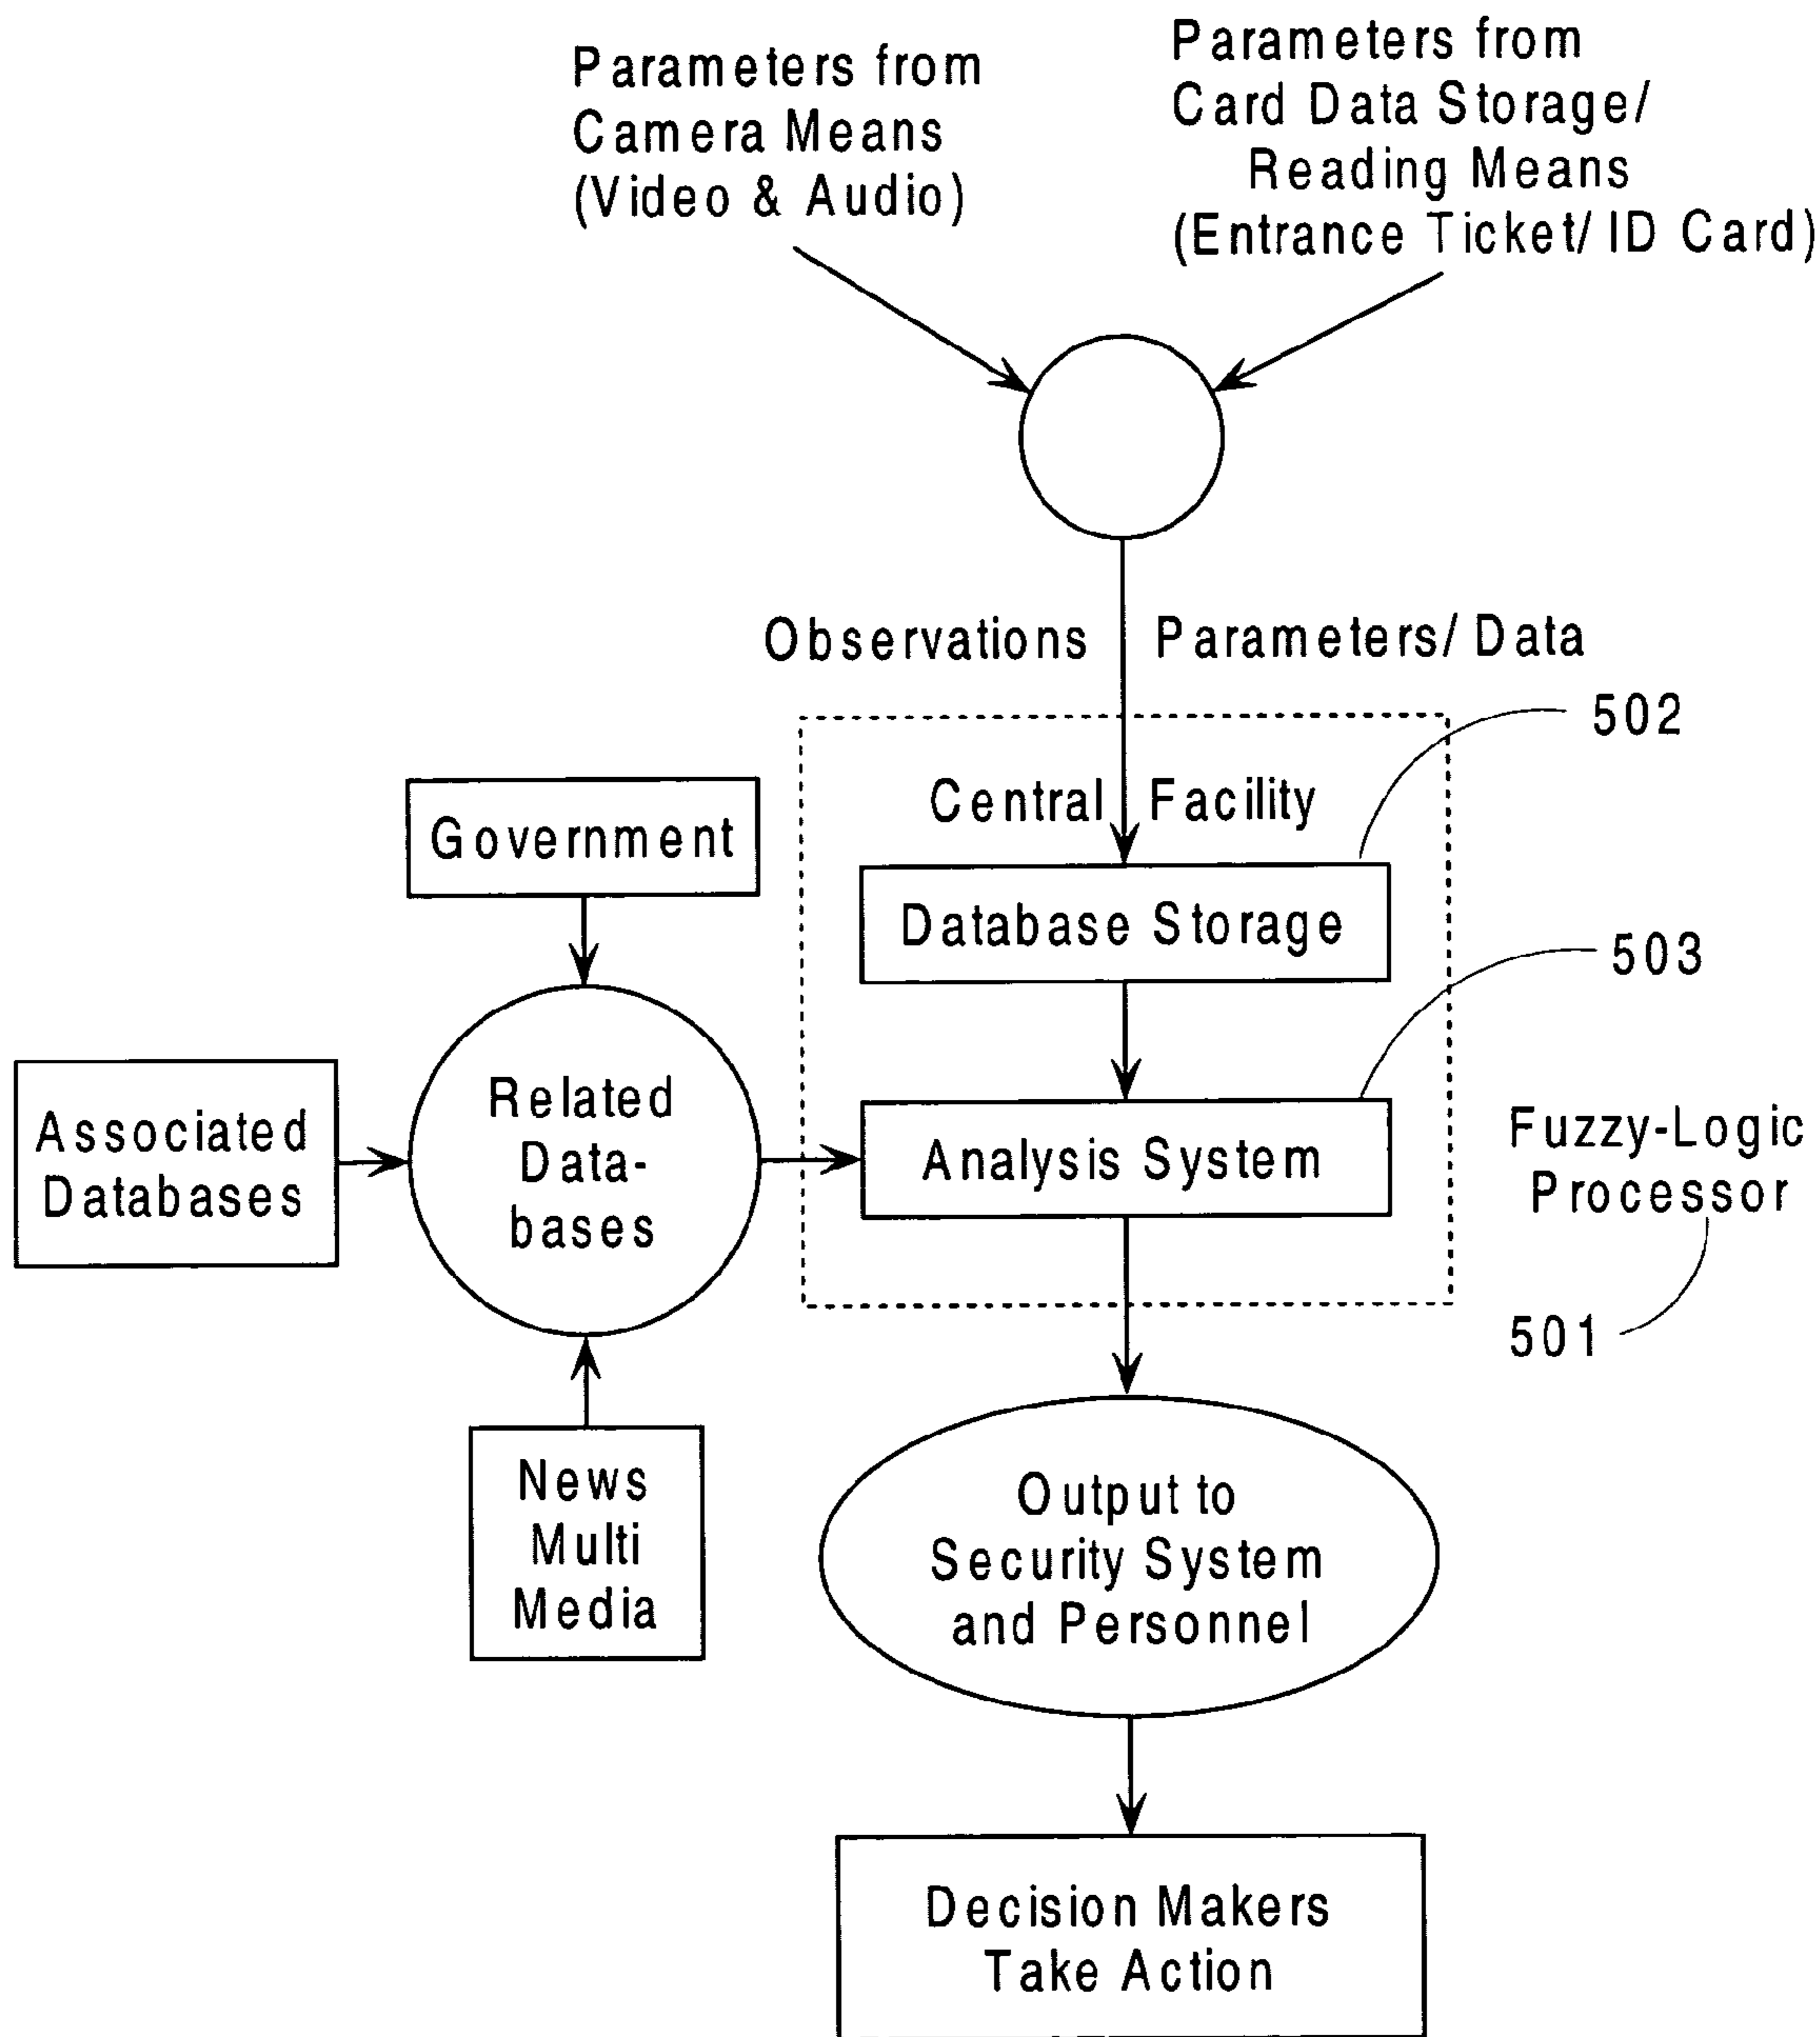 Parameters from
Camera Means
(Video & Audio)
Parameters from
Card Data Storage/
Reading Means
(Entrance Ticket/ ID Card)
Observations
Parameters/ Data
502
Central Facility
Government
Database Storage
503
Associated
Databases
Related
Data-
bases
Analysis System
Fuzzy-Logic
Processor
501
News
Multi
Media
Output to
Security System
and Personnel
Decision Makers
Take Action